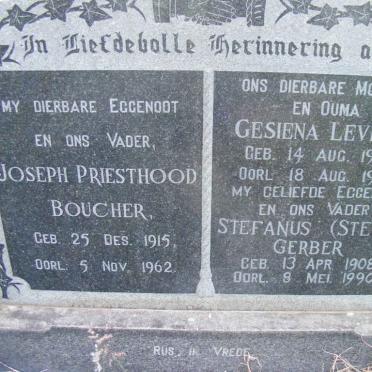 In Liefdebolle Herinnering a
MY DIERBARE EGGENOOT
EN ONS VADER,
JOSEPH PRIESTHOOD
BOUCHER,
GEB. 25 DES. 1915,
OORL. 5 NOV. 1962.
ONS DIERBARE MO
EN OUMA
GESIENA LEV
GEB. 14 AUG. 19
OORL. 18 AUG. 19
MY GELIEFDE EGGE
EN ONS VADER
STEFANUS (STE
GERBER
GEB. 13 APR 1908
OORL. 8 MEI. 1990
RUS IN VREDE